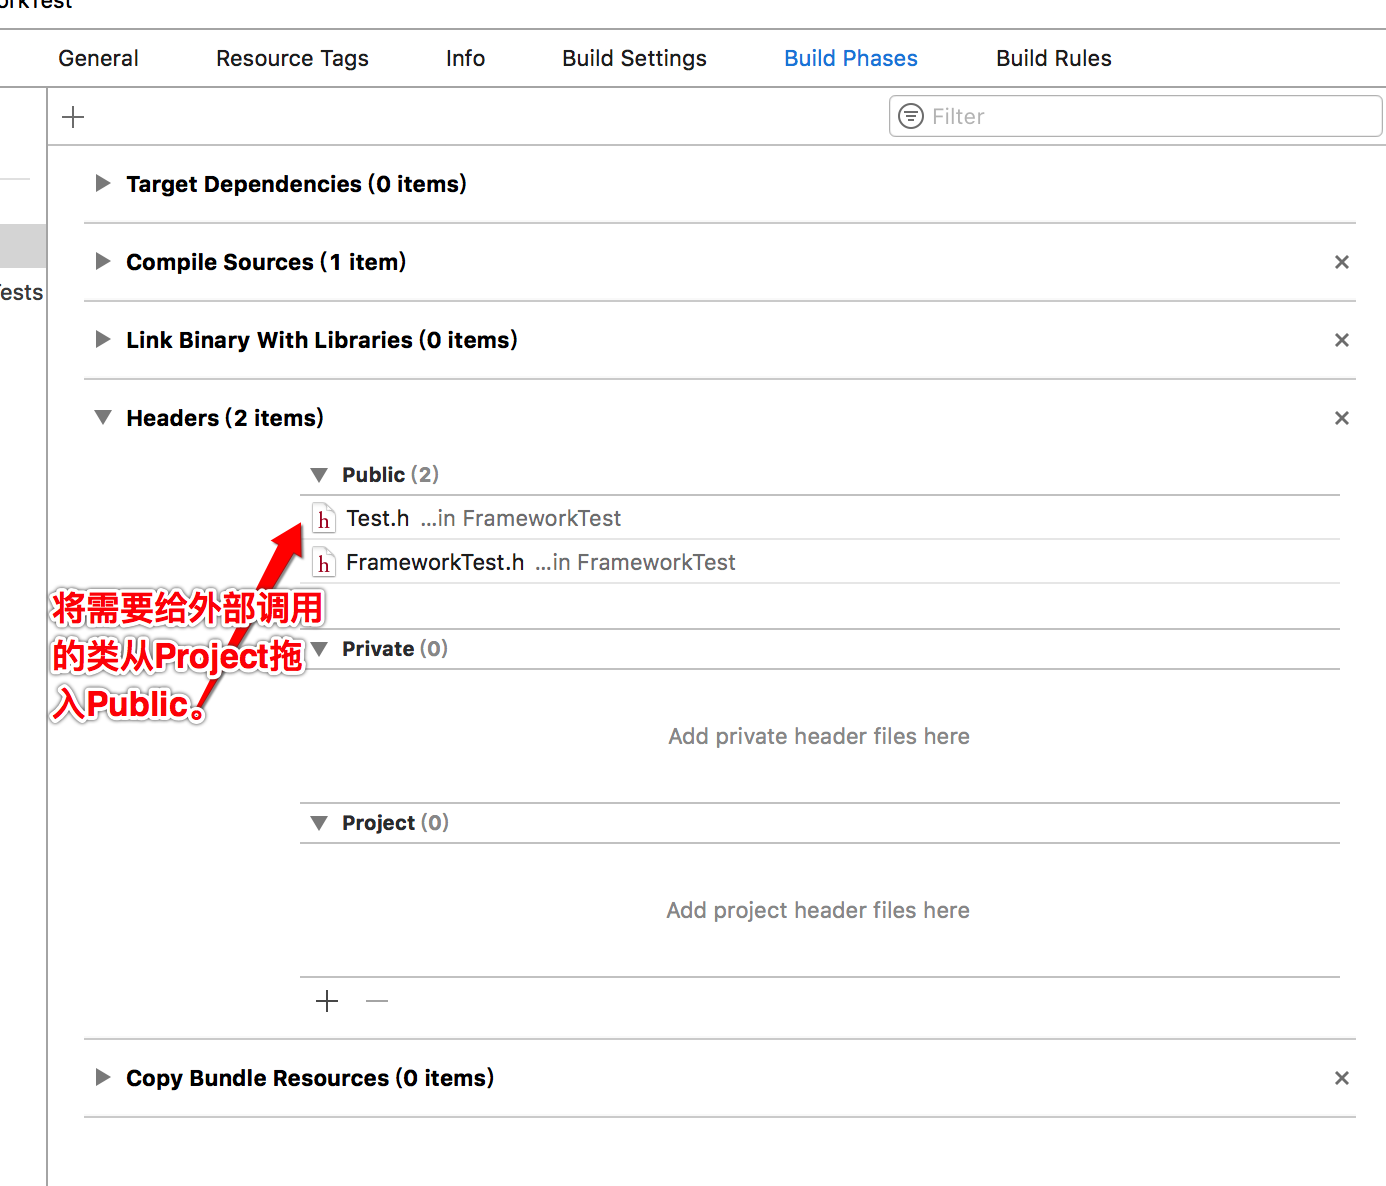 General Resource Tags Info Build Settings Build Phases Build Rules
Filter
Target Dependencies (0 items)
Compile Sources (1 item)
Link Binary With Libraries (0 items)
Headers (2 items)
Public (2)
h Test.h ...in FrameworkTest
h FrameworkTest.h ...in FrameworkTest
将需要给外部调用
的类从Project拖
入Public。
Private (0)
Add private header files here
Project (0)
Add project header files here
Copy Bundle Resources (0 items)